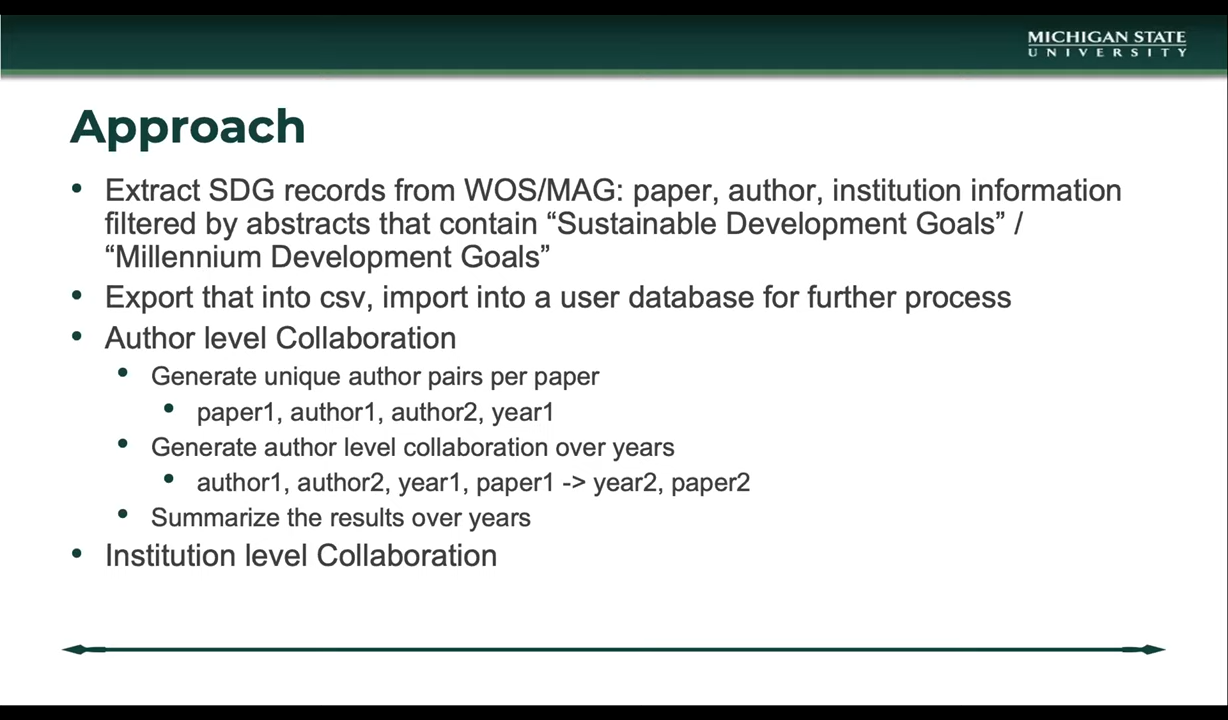 MICHIGAN STATE
UNIVERSITY
Approach
• Extract SDG records from WOS/MAG: paper, author, institution information
filtered by abstracts that contain “Sustainable Development Goals” /
“Millennium Development Goals”
• Export that into csv, import into a user database for further process
• Author level Collaboration
• Generate unique author pairs per paper
• paper1, author1, author2, year1
• Generate author level collaboration over years
• author1, author2, year1, paper1 -> year2, paper2
• Summarize the results over years
• Institution level Collaboration